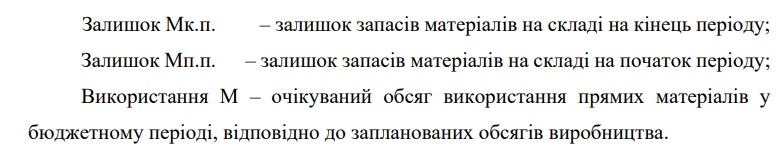 Залишок Мк.п. – залишок запасів матеріалів на складі на кінець періоду;
Залишок Мп.п. – залишок запасів матеріалів на складі на початок періоду;
Використання М – очікуваний обсяг використання прямих матеріалів у
бюджетному періоді, відповідно до запланованих обсягів виробництва.